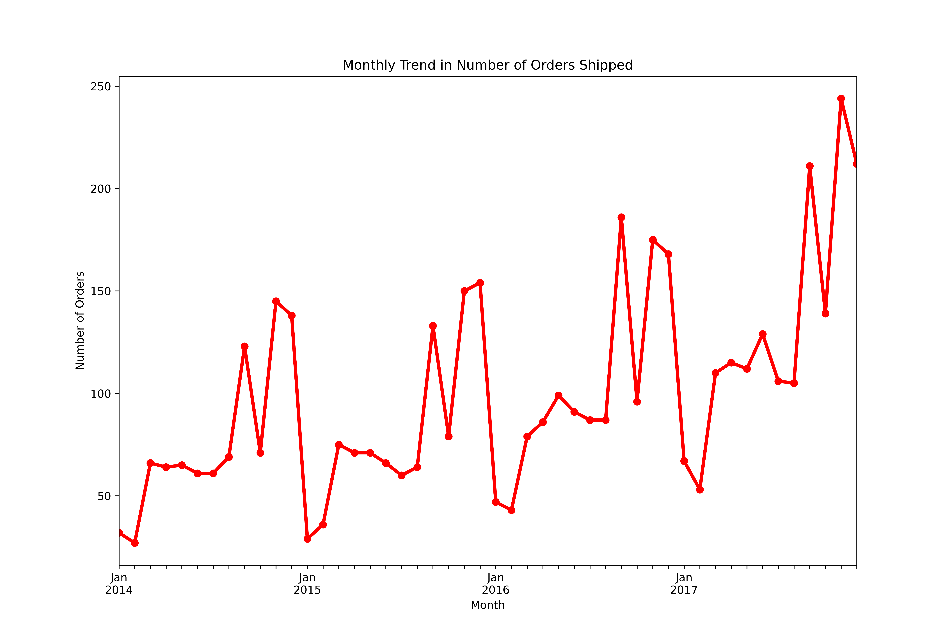 Monthly Trend in Number of Orders Shipped
250
200
150
100
50
Number of Orders
Jan Jan Jan Jan
2014 2015 2016 2017
Month